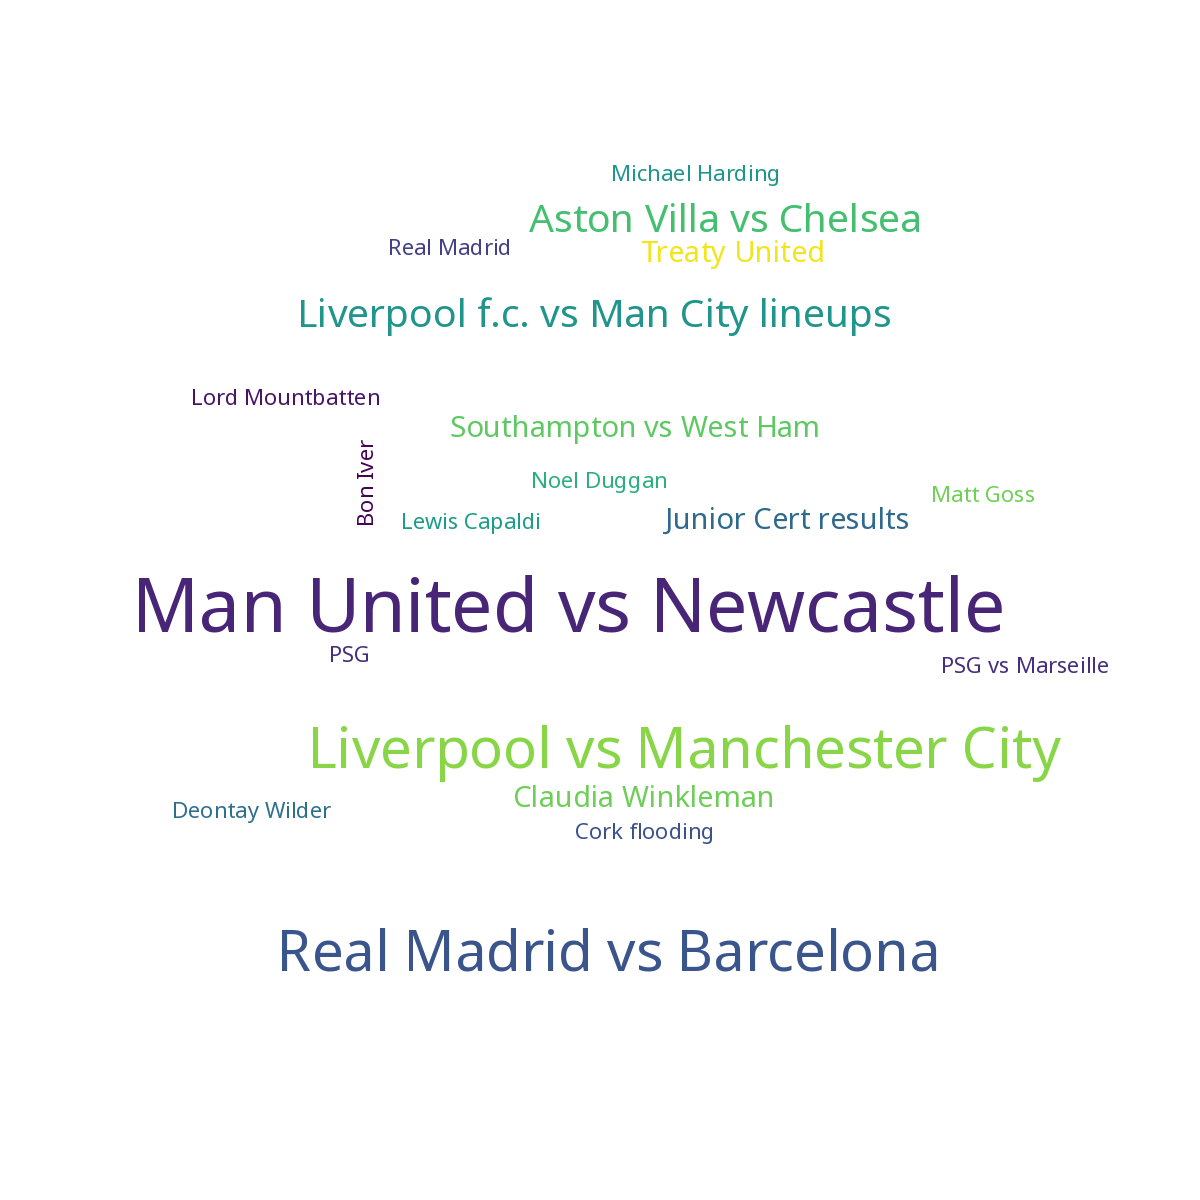 Michael Harding
Aston Villa vs Chelsea
Real Madrid
Treaty United
Liverpool f.c. vs Man City lineups
Lord Mountbatten
Southampton vs West Ham
Bon Iver
Noel Duggan
Matt Goss
Lewis Capaldi
Junior Cert results
Man United vs Newcastle
PSG
PSG vs Marseille
Liverpool vs Manchester City
Claudia Winkleman
Deontay Wilder
Cork flooding
Real Madrid vs Barcelona